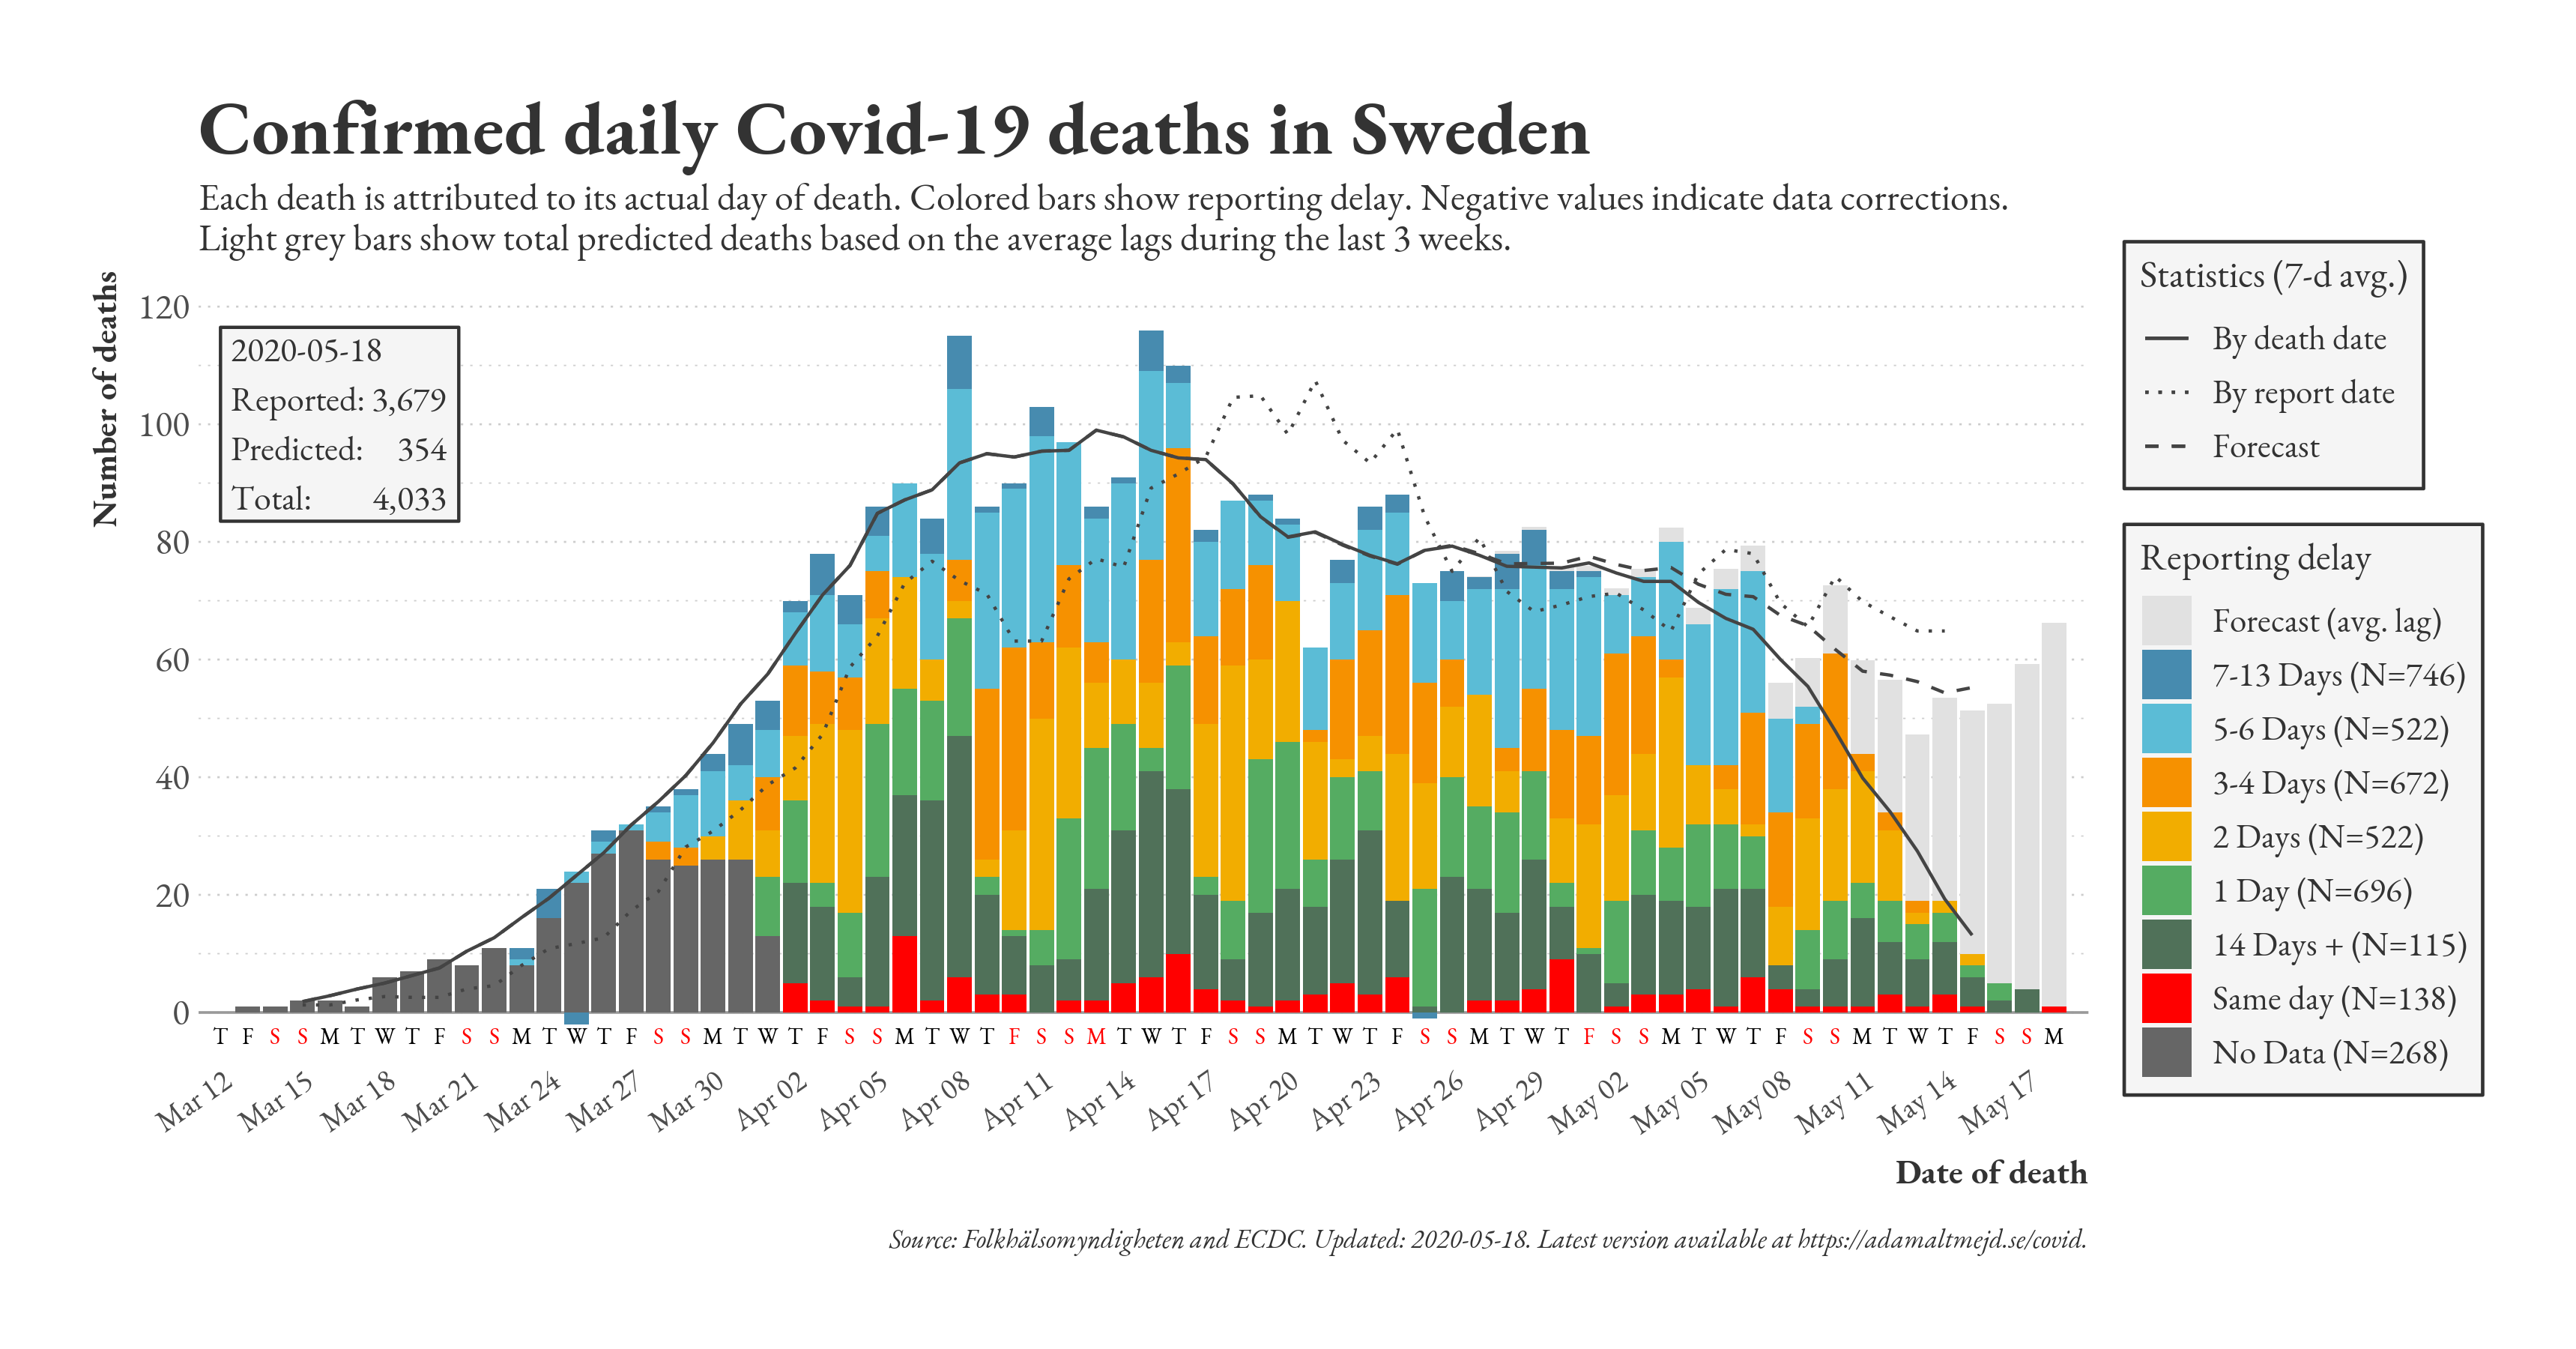 Confirmed daily Covid-19 deaths in Sweden
Each death is attributed to its actual day of death. Colored bars show reporting delay. Negative values indicate data corrections.
Light grey bars show total predicted deaths based on the average lags during the last 3 weeks.
Number of deaths
120
100
80
60
40
20
0
2020-05-18
Reported: 3,679
Predicted: 354
Total: 4,033
T F S S M T W T F S S M T W T F S S M T W T F S S M T W T F S S M T W T F S S M T W T F S S M T W T F S S M T W T F S S M T W T F S S M
Mar 12 Mar 15 Mar 18 Mar 21 Mar 24 Mar 27 Mar 30 Apr 02 Apr 05 Apr 08 Apr 11 Apr 14 Apr 17 Apr 20 Apr 23 Apr 26 Apr 29 May 02 May 05 May 08 May 11 May 14 May 17
Date of death
Statistics (7-d avg.)
By death date
By report date
Forecast
Reporting delay
Forecast (avg. lag)
7-13 Days (N=746)
5-6 Days (N=522)
3-4 Days (N=672)
2 Days (N=522)
1 Day (N=696)
14 Days + (N=115)
Same day (N=138)
No Data (N=268)
Source: Folkhälsomyndigheten and ECDC. Updated: 2020-05-18. Latest version available at https://adamaltmejd.se/covid.